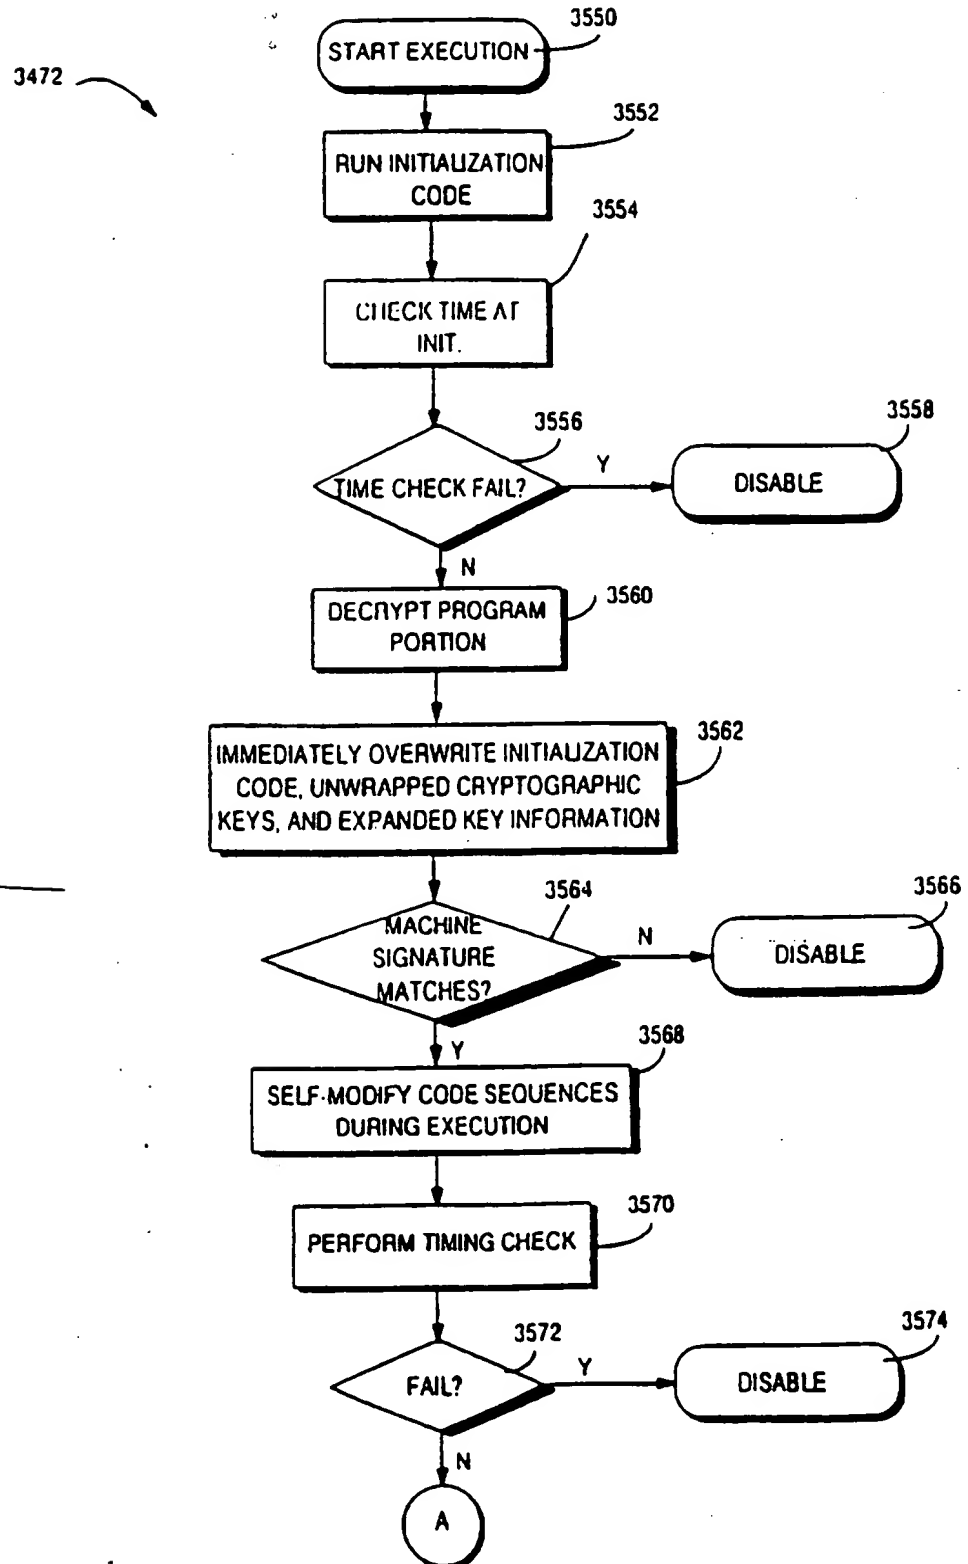 3550
START EXECUTION
3472
3552
RUN INITIALIZATION
CODE
3554
CHECK TIME AT
INIT.
3556
TIME CHECK FAIL?
Y
3558
DISABLE
N
3560
DECRYPT PROGRAM
PORTION
3562
IMMEDIATELY OVERWRITE INITIALIZATION
CODE, UNWRAPPED CRYPTOGRAPHIC
KEYS, AND EXPANDED KEY INFORMATION
3564
MACHINE
SIGNATURE
MATCHES?
N
3566
DISABLE
Y
3568
SELF-MODIFY CODE SEQUENCES
DURING EXECUTION
3570
PERFORM TIMING CHECK
3572
FAIL?
Y
3574
DISABLE
N
A